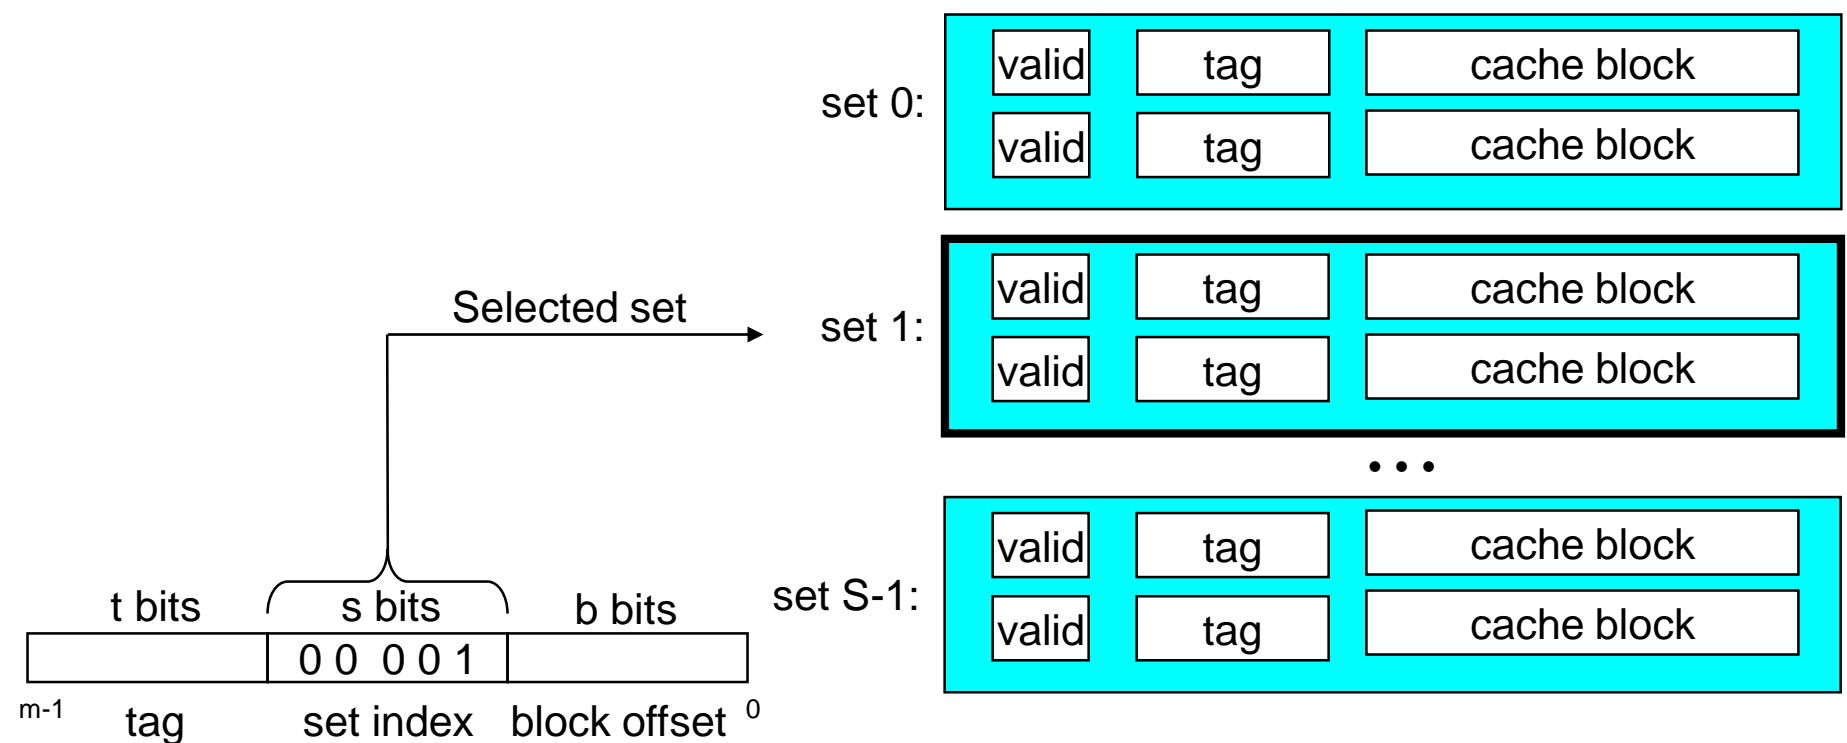 valid tag cache block
set 0:
valid tag cache block
valid tag cache block
Selected set
set 1:
valid tag cache block
• • •
valid tag cache block
set S-1:
valid tag cache block
t bits s bits b bits
0 0 0 0 1
m-1 tag set index block offset 0